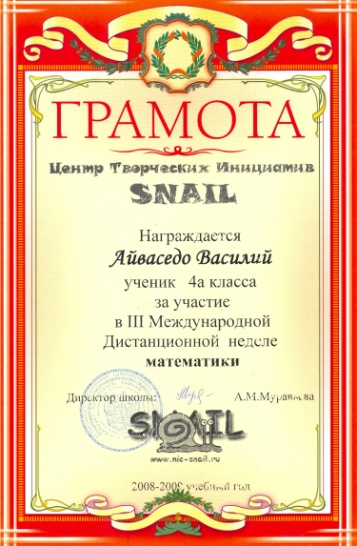 ГРАМОТА
Центр Творческих Инициатив
SNAIL
Награждается
Айваседо Василий
ученик 4а класса
за участие
в III Международной
Дистанционной неделе
математики
Директор школы: А.М.Муравьева
SNAIL
www.nic-snail.ru
2008-2009 учебный год